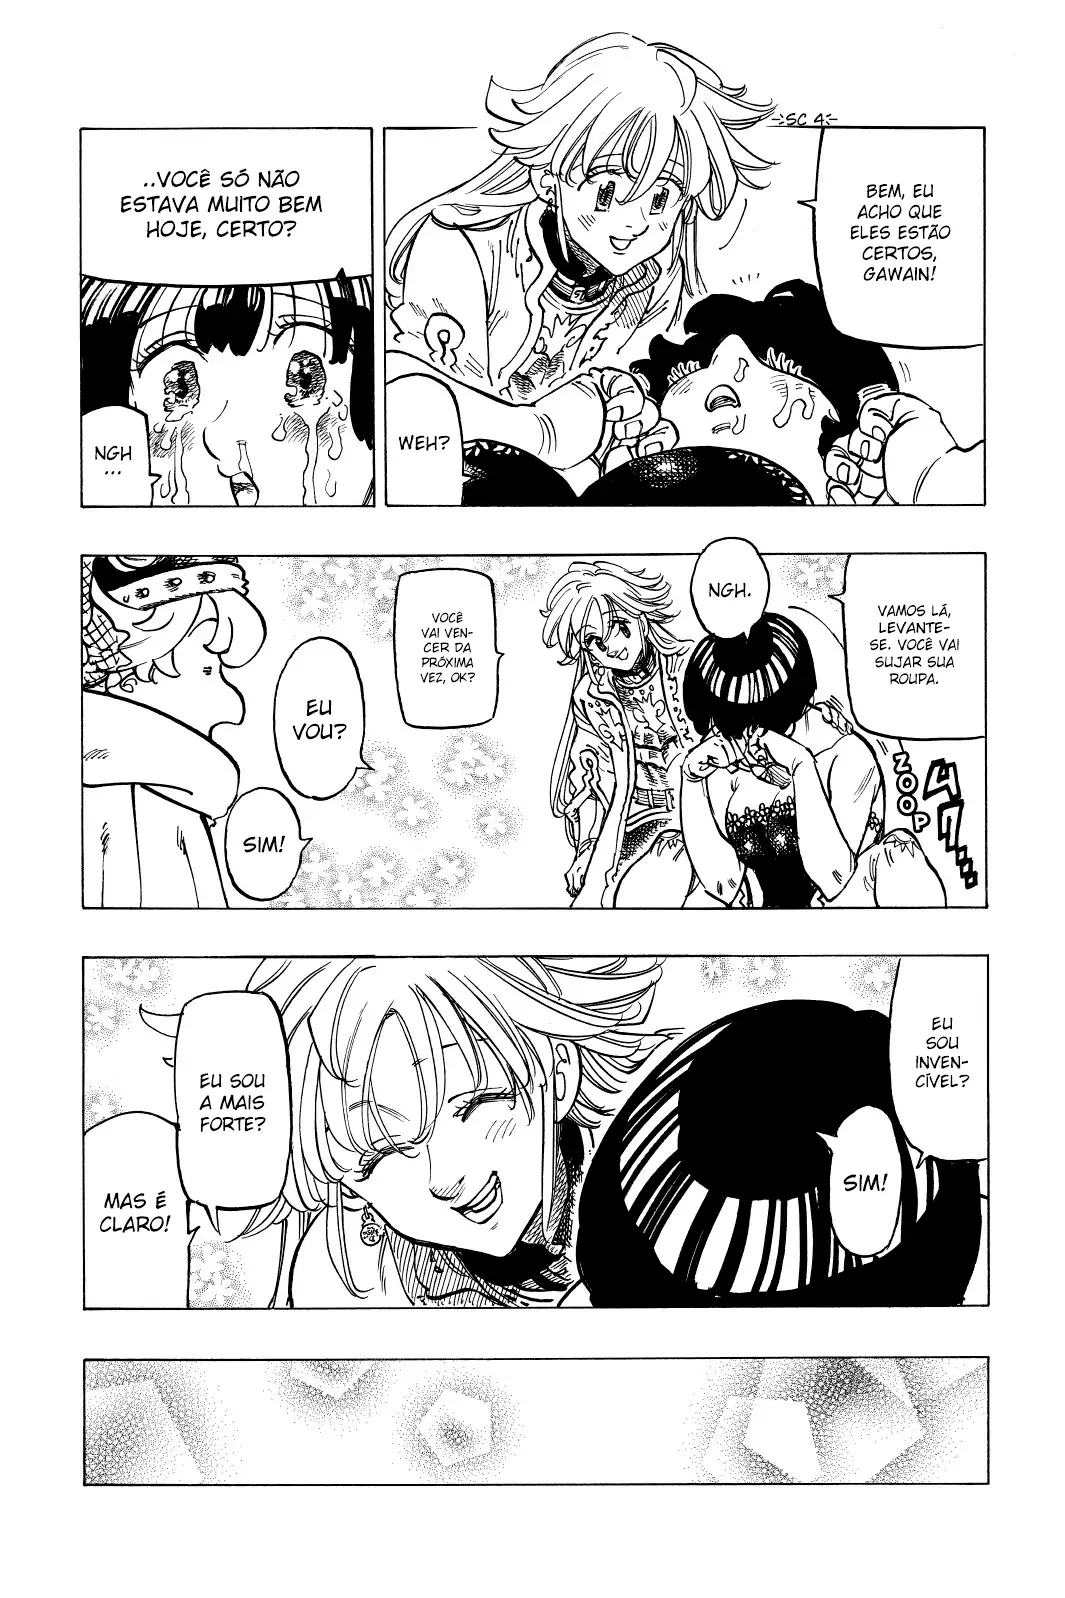 BEM, EU
ACHO QUE
ELES ESTÃO
CERTOS,
GAWAIN!
WEH?
..VOCÊ SÓ NÃO
ESTAVA MUITO BEM
HOJE, CERTO?
NGH
...
VAMOS LÁ,
LEVANTE-
SE. VOCÊ VAI
SUJAR SUA
ROUPA.
NGH.
ZOOP
VOCÊ
VAI VEN-
CER DA
PRÓXIMA
VEZ, OK?
EU
VOU?
SIM!
EU
SOU
INVEN-
CÍVEL?
SIM!
EU SOU
A MAIS
FORTE?
MAS É
CLARO!